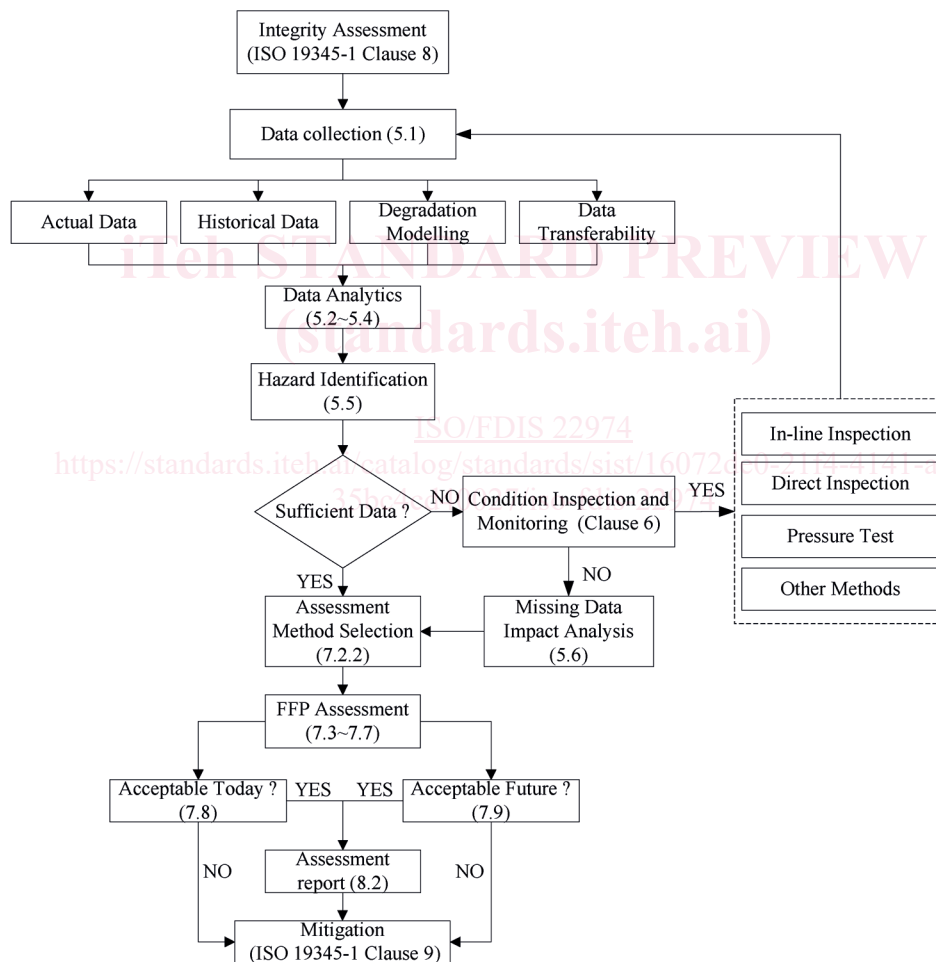 Integrity Assessment
(ISO 19345-1 Clause 8)
Data collection (5.1)
Actual Data
Historical Data
Degradation
Modelling
Data
Transferability
iTeh STANDARD PREVIEW
(standards.iteh.ai)
Data Analytics
(5.2~5.4)
Hazard Identification
(5.5)
ISO/FDIS 22974
Sufficient Data ?
NO
Condition Inspection and
Monitoring (Clause 6)
YES
In-line Inspection
Direct Inspection
Pressure Test
Other Methods
YES
NO
Assessment
Method Selection
(7.2.2)
Missing Data
Impact Analysis
(5.6)
FFP Assessment
(7.3~7.7)
Acceptable Today ?
(7.8)
YES
YES
Acceptable Future ?
(7.9)
NO
Assessment
report (8.2)
NO
Mitigation
(ISO 19345-1 Clause 9)